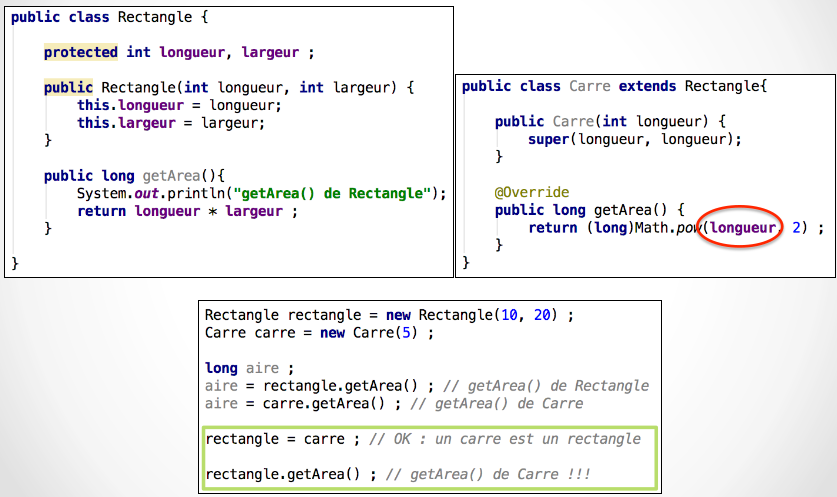 public class Rectangle {
protected int longueur, largeur ;
public Rectangle(int longueur, int largeur) {
this.longueur = longueur;
this.largeur = largeur;
}
public long getArea(){
System.out.println("getArea() de Rectangle");
return longueur * largeur ;
}
}
public class Carre extends Rectangle{
public Carre(int longueur) {
super(longueur, longueur);
}
@Override
public long getArea() {
return (long)Math.pow(longueur, 2) ;
}
}
Rectangle rectangle = new Rectangle(10, 20) ;
Carre carre = new Carre(5) ;
long aire ;
aire = rectangle.getArea() ; // getArea() de Rectangle
aire = carre.getArea() ; // getArea() de Carre
rectangle = carre ; // OK : un carre est un rectangle
rectangle.getArea() ; // getArea() de Carre !!!